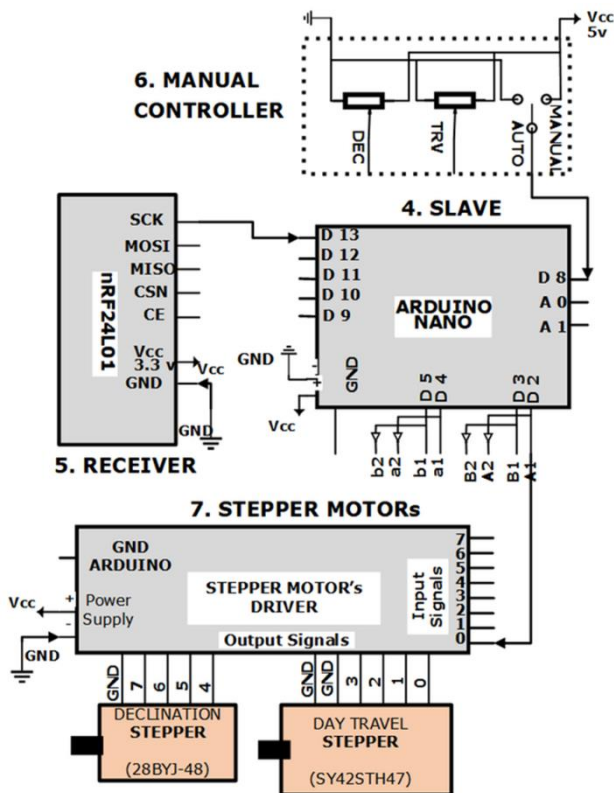 Vcc
5v
6. MANUAL
CONTROLLER
DEC
TRV
AUTO
MANUAL
4. SLAVE
SCK
MOSI
MISO
CSN
CE
Vcc
3.3 v
GND
nRF24L01
Vcc
GND
5. RECEIVER
D 13
D 12
D 11
D 10
D 9
ARDUINO
NANO
D 8
A 0
A 1
GND
-
+
Vcc
GND
D 5
D 4
D 3
D 2
b2
a2
b1
a1
B2
A2
B1
A1
7. STEPPER MOTORs
GND
ARDUINO
Vcc
+
Power
Supply
-
GND
STEPPER MOTOR's
DRIVER
Input
Signals
7
6
5
4
3
2
1
0
Output Signals
GND
7
6
5
4
GND
GND
3
2
1
0
DECLINATION
STEPPER
(28BYJ-48)
DAY TRAVEL
STEPPER
(SY42STH47)